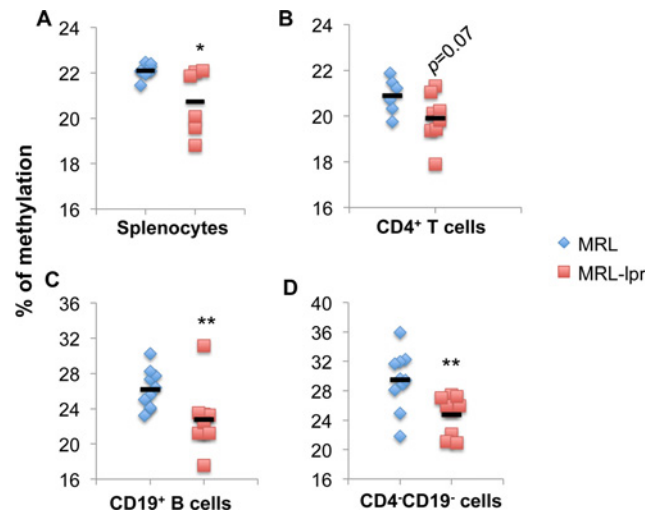 A
24
22
20
18
16
*
Splenocytes
B
24
22
20
18
16
p=0.07
CD4⁺ T cells
% of methylation
MRL
MRL-lpr
C
36
32
28
24
20
16
**
CD19⁺ B cells
D
40
36
32
28
24
20
16
**
CD4⁻CD19⁻ cells